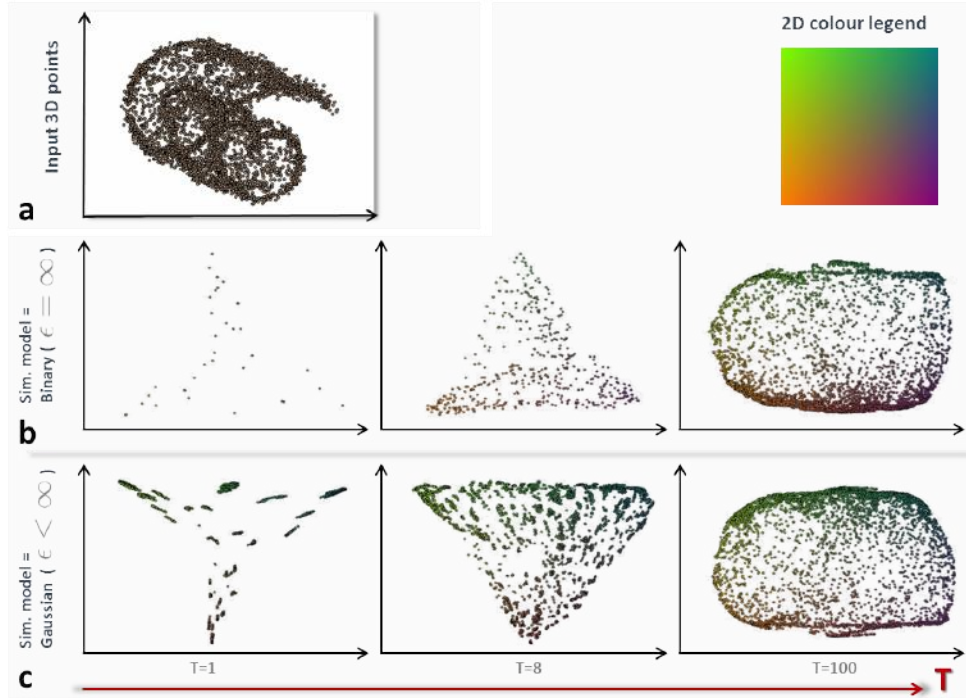 2D colour legend
Input 3D points
a
Sim. model =
Binary ( ϵ = ∞ )
b
Sim. model =
Gaussian ( ϵ < ∞ )
T=1
T=8
T=100
c
T